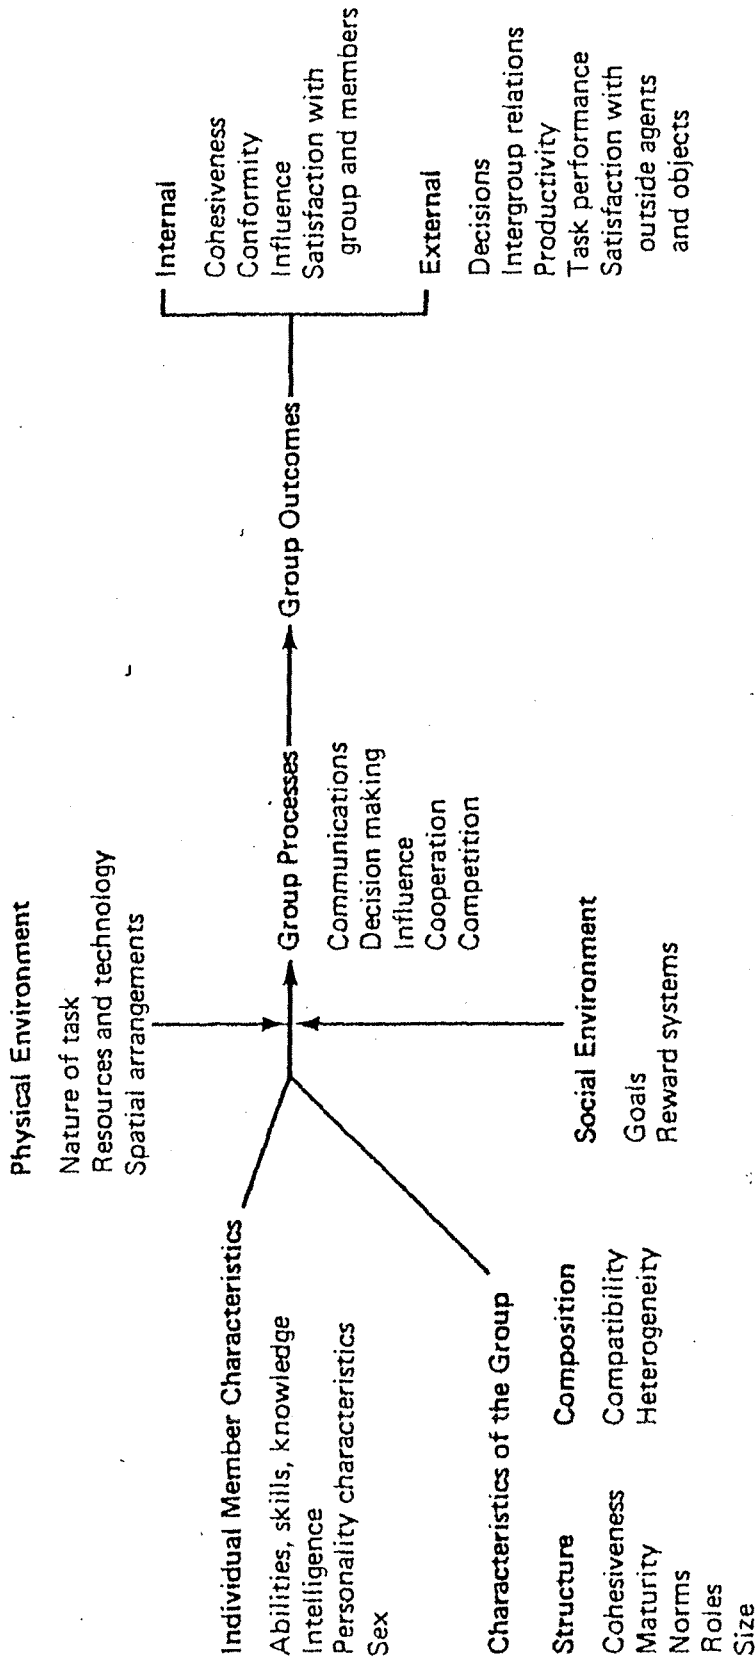 Physical Environment
Nature of task
Resources and technology
Spatial arrangements
Individual Member Characteristics
Abilities, skills, knowledge
Intelligence
Personality characteristics
Sex
Characteristics of the Group
Structure
Cohesiveness
Maturity
Norms
Roles
Size
Composition
Compatibility
Heterogeneity
Social Environment
Goals
Reward systems
Group Processes
Communications
Decision making
Influence
Cooperation
Competition
Group Outcomes
Internal
Cohesiveness
Conformity
Influence
Satisfaction with
group and members
External
Decisions
Intergroup relations
Productivity
Task performance
Satisfaction with
outside agents
and objects